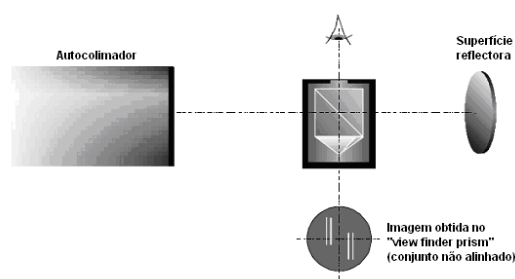 Autocolimador
Superfície
reflectora
Imagem obtida no
"view finder prism"
(conjunto não alinhado)